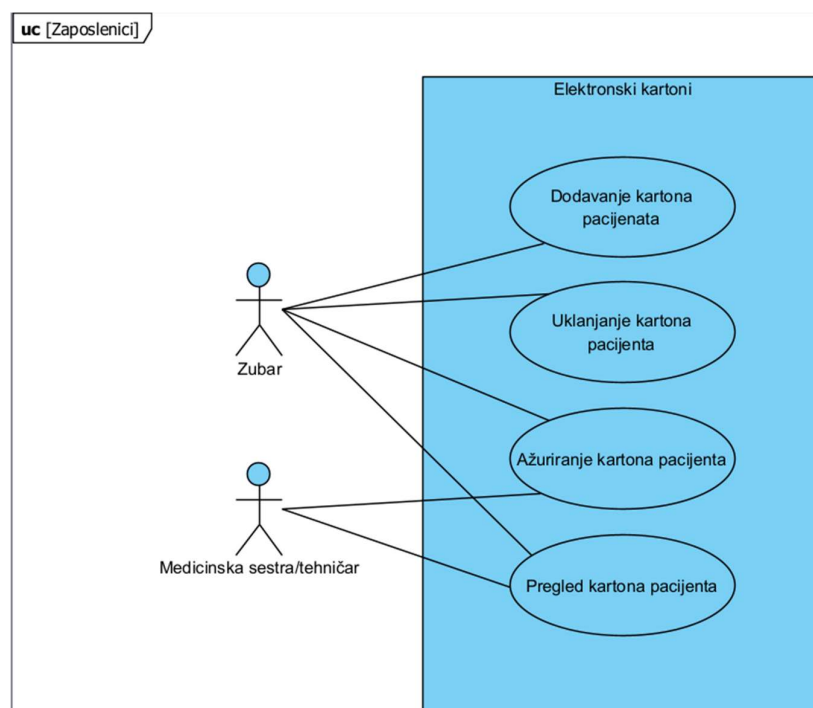 uc [Zaposlenici]
Elektronski kartoni
Dodavanje kartona
pacijenata
Uklanjanje kartona
pacijenta
Zubar
Ažuriranje kartona pacijenta
Medicinska sestra/tehničar
Pregled kartona pacijenta